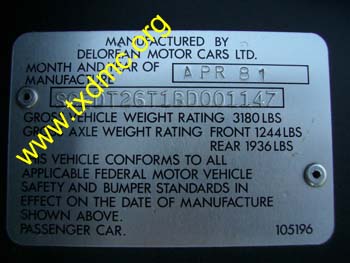 MANUFACTURED BY
DELOREAN MOTOR CARS LTD.
MONTH AND YEAR OF
MANUFACTURE
APR 81
GROSS VEHICLE WEIGHT RATING 3180 LBS
GROSS AXLE WEIGHT RATING FRONT 1244 LBS
REAR 1936 LBS
THIS VEHICLE CONFORMS TO ALL
APPLICABLE FEDERAL MOTOR VEHICLE
SAFETY AND BUMPER STANDARDS IN
EFFECT ON THE DATE OF MANUFACTURE
SHOWN ABOVE.
PASSENGER CAR. 105196
www.txdmc.org